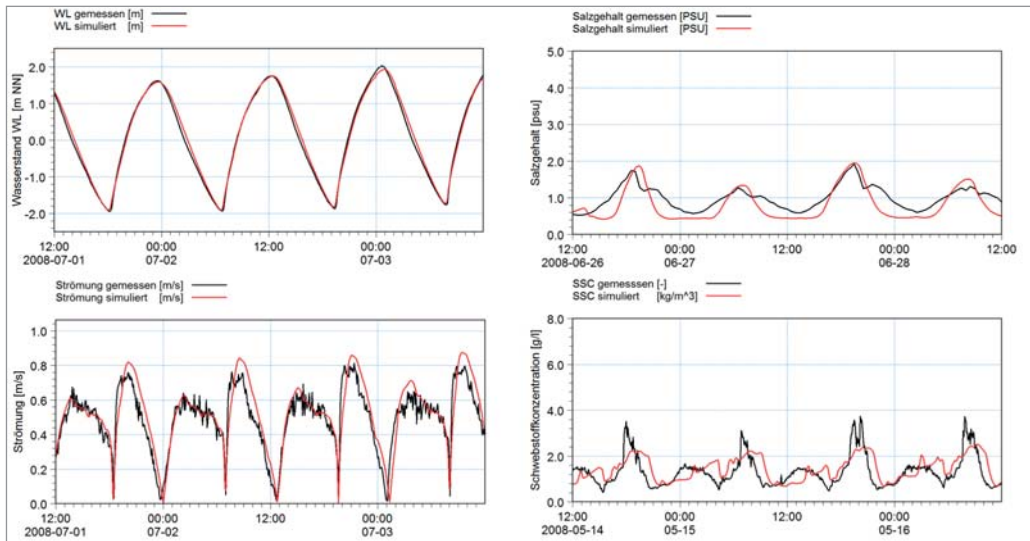 WL gemessen [m]
WL simuliert [m]
Wasserstand WL [m NN]
2.0
1.0
0.0
-1.0
-2.0
12:00 00:00 12:00 00:00
2008-07-01 07-02 07-03
Salzgehalt gemessen [PSU]
Salzgehalt simuliert [PSU]
Salzgehalt [psu]
5.0
4.0
3.0
2.0
1.0
0.0
12:00 00:00 12:00 00:00 12:00
2008-06-26 06-27 06-28
Strömung gemessen [m/s]
Strömung simuliert [m/s]
Strömung [m/s]
1.0
0.8
0.6
0.4
0.2
0.0
12:00 00:00 12:00 00:00
2008-07-01 07-02 07-03
SSC gemesssen [-]
SSC simuliert [kg/m^3]
Schwebstoffkonzentration [g/l]
8.0
6.0
4.0
2.0
0.0
12:00 00:00 12:00 00:00
2008-05-14 05-15 05-16